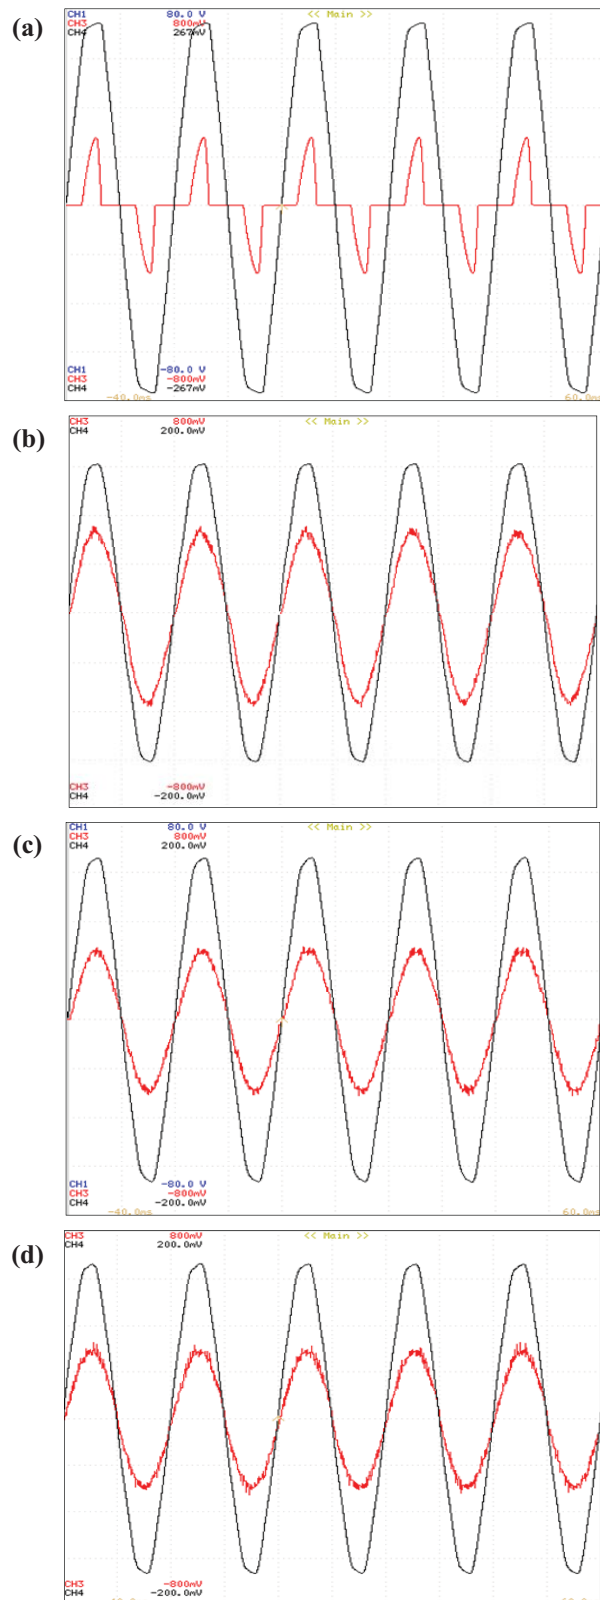 (a)
CH1 80.0 V << Main >>
CH3 800mV
CH4 267mV
CH1 -80.0 V
CH3 -800mV
CH4 -267mV
-40.0ms 60.0ms
(b)
CH3 800mV << Main >>
CH4 200.0mV
CH3 -800mV
CH4 -200.0mV
(c)
CH1 80.0 V << Main >>
CH3 800mV
CH4 200.0mV
CH1 -80.0 V
CH3 -800mV
CH4 -200.0mV
-40.0ms 60.0ms
(d)
CH3 800mV << Main >>
CH4 200.0mV
CH3 -800mV
CH4 -200.0mV